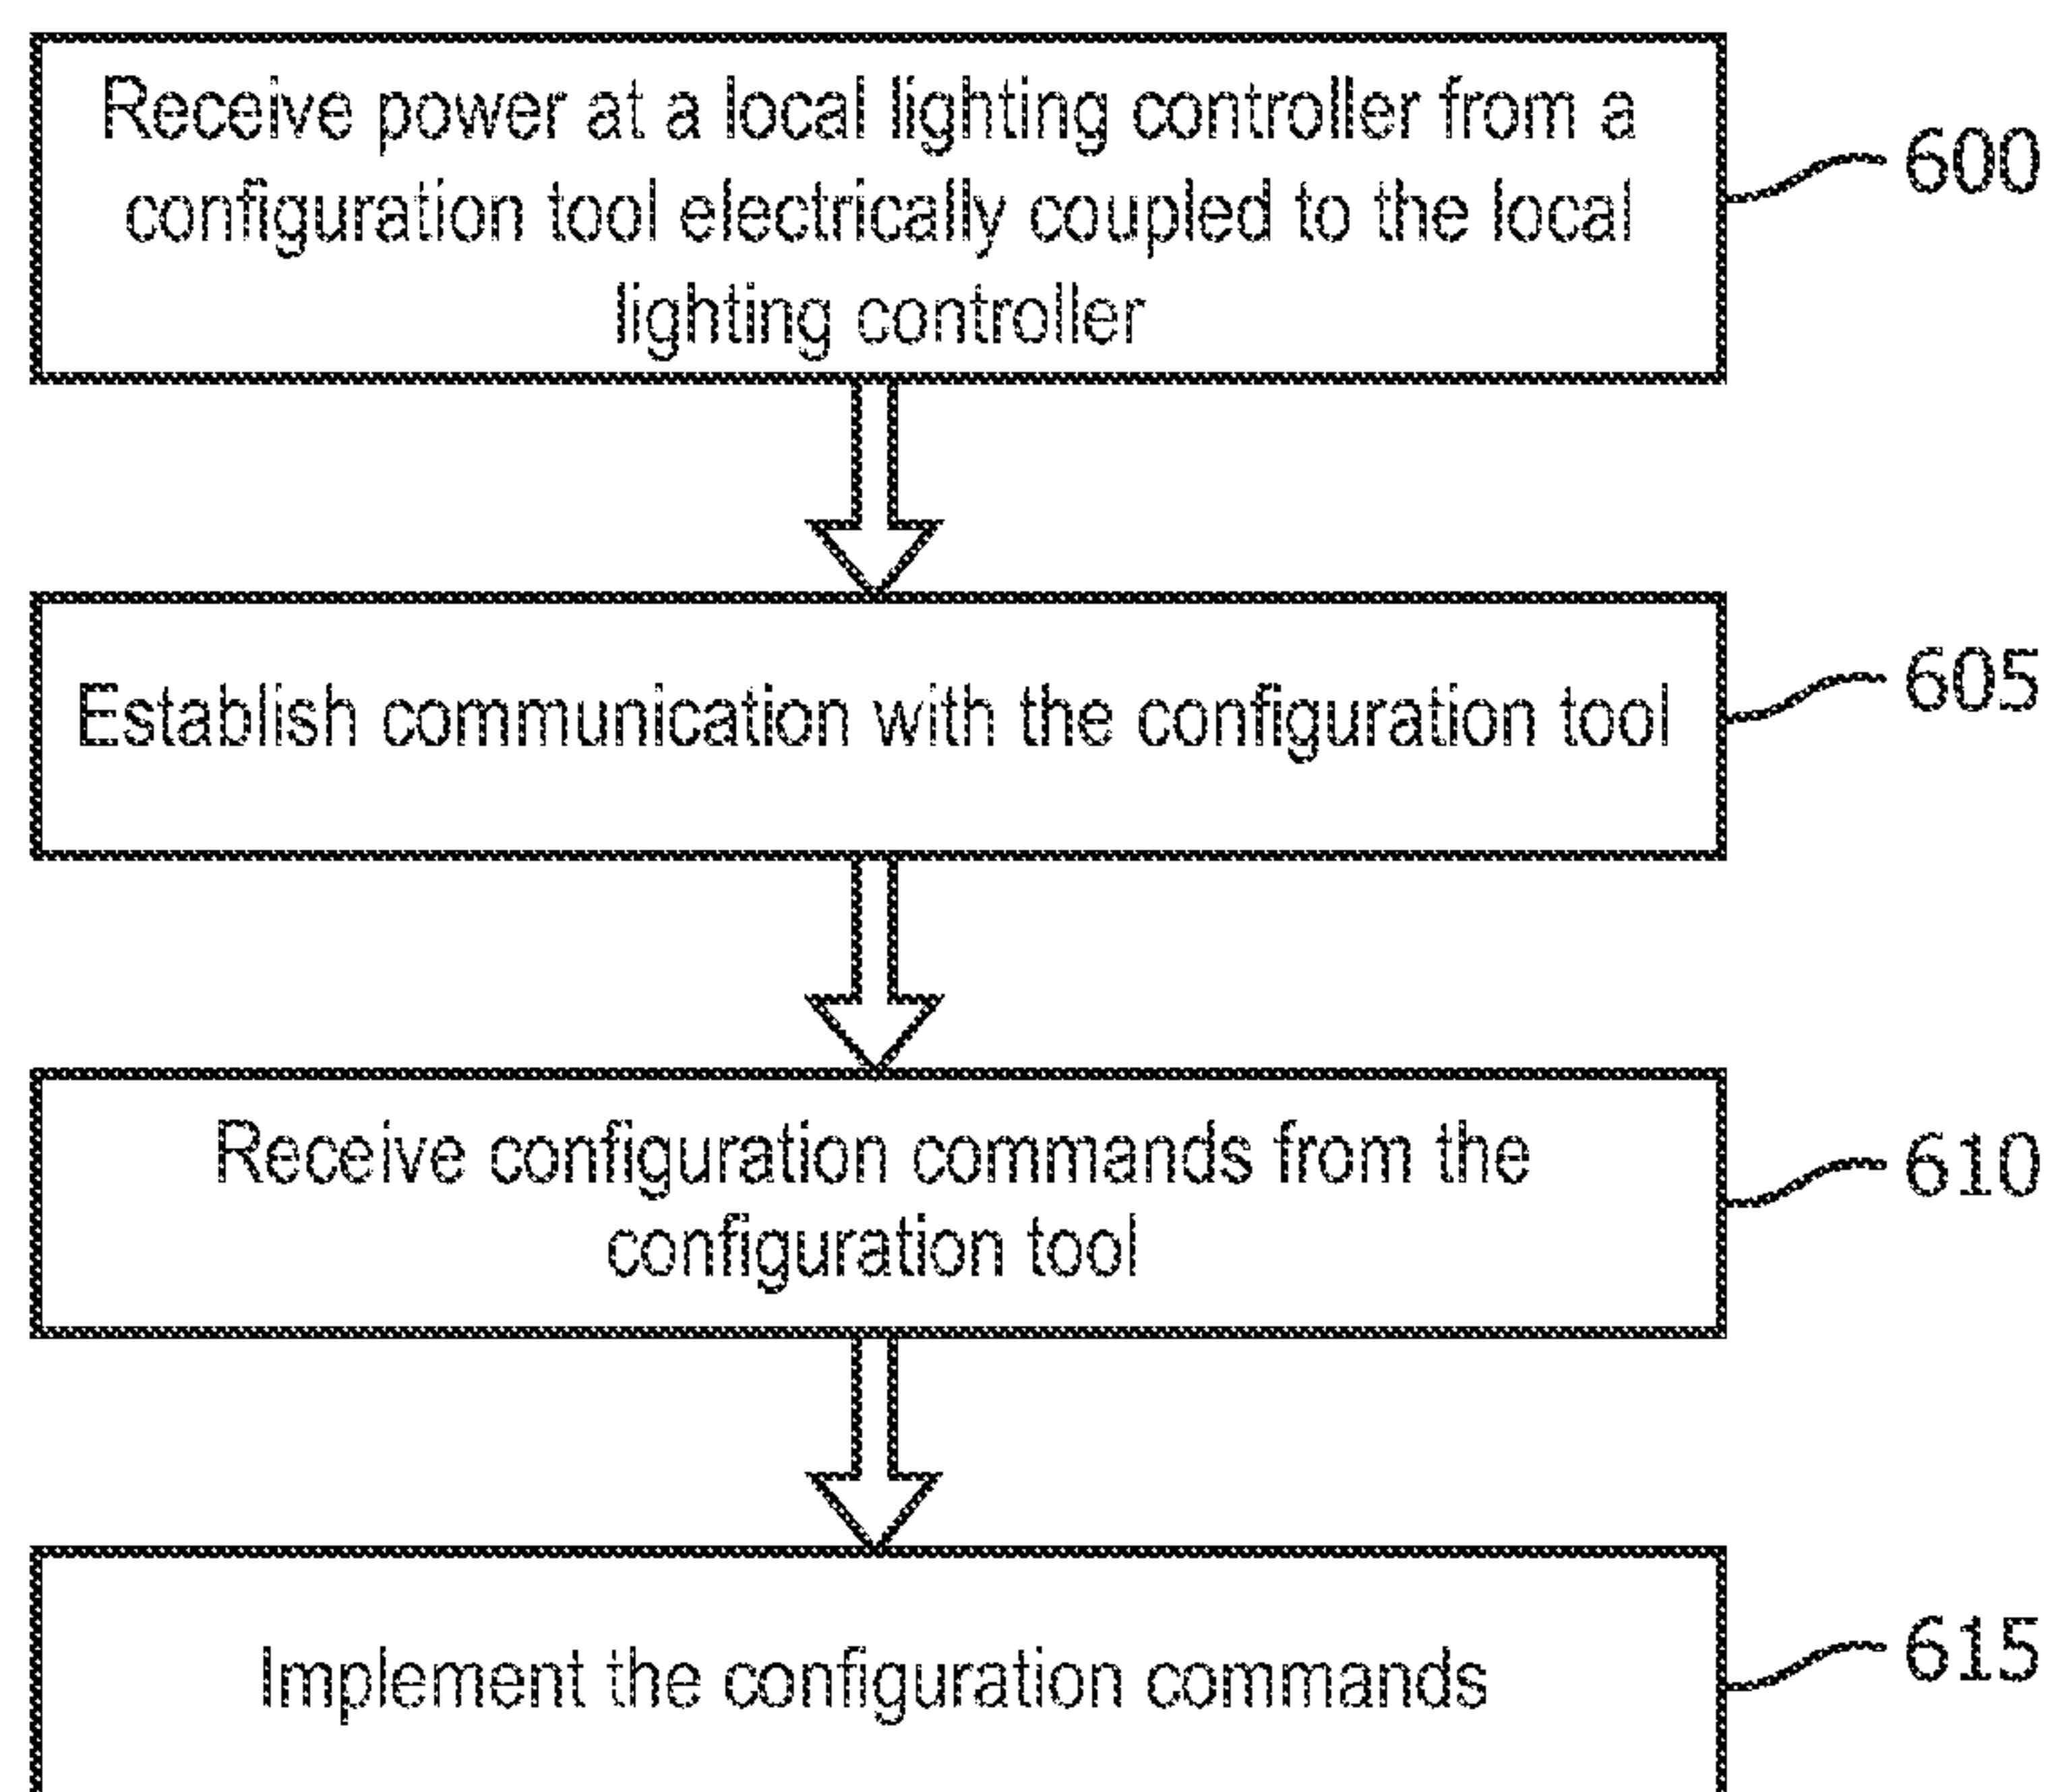 Receive power at a local lighting controller from a
configuration tool electrically coupled to the local
lighting controller
600
Establish communication with the configuration tool
605
Receive configuration commands from the
configuration tool
610
Implement the configuration commands
615